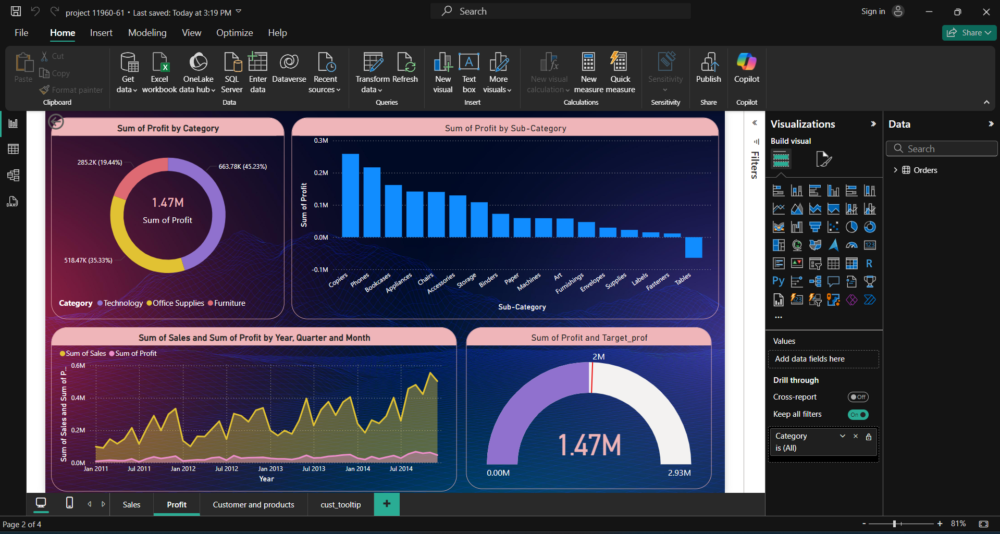 project 11960-61 • Last saved: Today at 3:19 PM
Search
Sign in
File Home Insert Modeling View Optimize Help
Share
Paste
Cut
Copy
Format painter
Clipboard
Get data
Excel workbook
OneLake data hub
SQL Server
Enter data
Dataverse
Recent sources
Data
Transform data
Refresh
Queries
New visual
Text box
More visuals
Insert
New visual calculation
New measure
Quick measure
Calculations
Sensitivity
Sensitivity
Publish
Share
Copilot
Copilot
Sum of Profit by Category
285.2K (19.44%)
663.78K (45.23%)
1.47M
Sum of Profit
518.47K (35.33%)
Category Technology Office Supplies Furniture
Sum of Profit by Sub-Category
Sum of Profit
0.3M
0.2M
0.1M
0.0M
-0.1M
Copiers
Phones
Bookcases
Appliances
Chairs
Accessories
Storage
Binders
Paper
Machines
Art
Furnishings
Envelopes
Supplies
Labels
Fasteners
Tables
Sub-Category
Sum of Sales and Sum of Profit by Year, Quarter and Month
Sum of Sales Sum of Profit
Sum of Sales and Sum of P...
0.6M
0.4M
0.2M
0.0M
Jan 2011 Jul 2011 Jan 2012 Jul 2012 Jan 2013 Jul 2013 Jan 2014 Jul 2014
Year
Sum of Profit and Target_prof
2M
1.47M
0.00M
2.93M
Filters
Visualizations
Build visual
123
R
Py
123
Values
Add data fields here
Drill through
Cross-report
Off
Keep all filters
On
Category
is (All)
Data
Search
Orders
DAX
Sales Profit Customer and products cust_tooltip +
Page 2 of 4
- + 81%